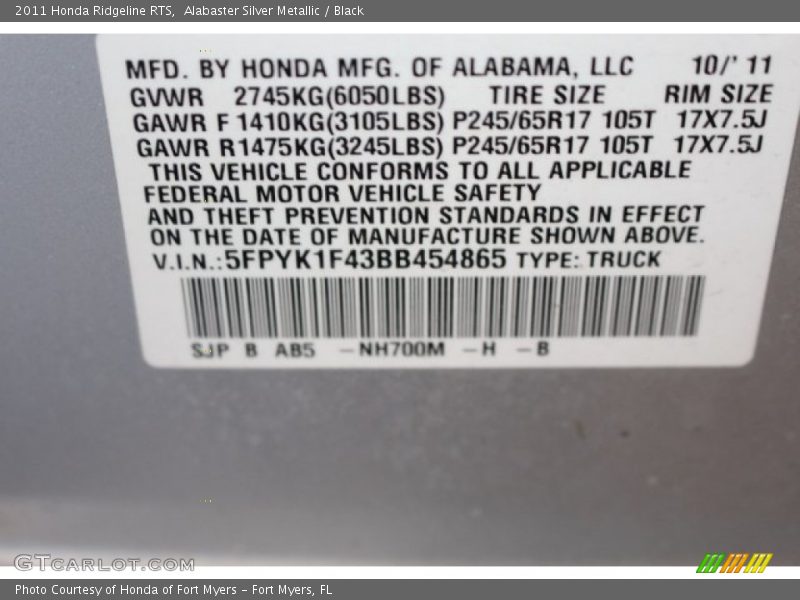 2011 Honda Ridgeline RTS,  Alabaster Silver Metallic / Black
MFD. BY HONDA MFG. OF ALABAMA, LLC 10/' 11
GVWR 2745KG(6050LBS) TIRE SIZE RIM SIZE
GAWR F 1410KG(3105LBS) P245/65R17 105T 17X7.5J
GAWR R 1475KG(3245LBS) P245/65R17 105T 17X7.5J
THIS VEHICLE CONFORMS TO ALL APPLICABLE
FEDERAL MOTOR VEHICLE SAFETY
AND THEFT PREVENTION STANDARDS IN EFFECT
ON THE DATE OF MANUFACTURE SHOWN ABOVE.
V.I.N.:5FPYK1F43BB454865 TYPE: TRUCK
SJP B AB5 -NH700M -H -B
GTCARLOT.COM
Photo Courtesy of Honda of Fort Myers - Fort Myers, FL